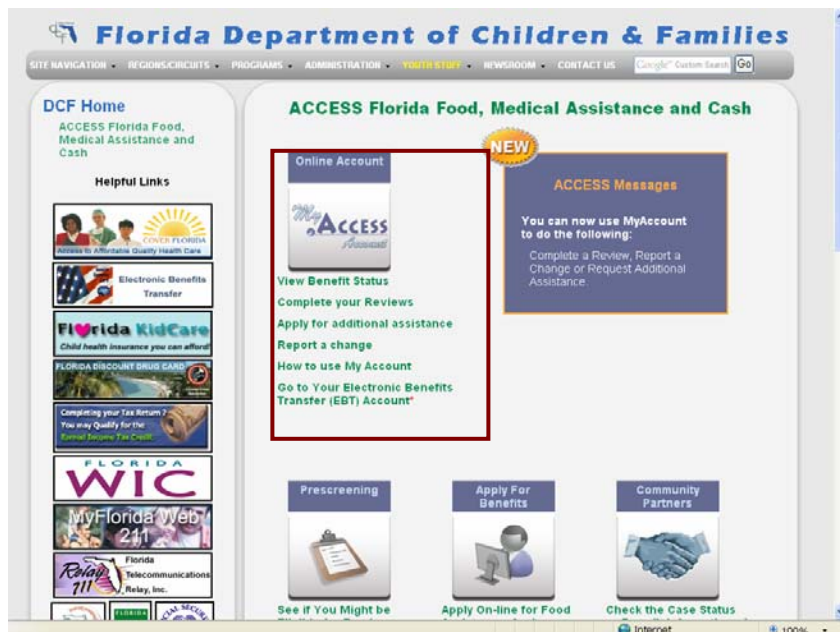 Florida Department of Children & Families
SITE NAVIGATION REGIONS/CIRCUITS PROGRAMS ADMINISTRATION YOUTH STUFF NEWSROOM CONTACT US Google™ Custom Search Go
DCF Home
ACCESS Florida Food,
Medical Assistance and
Cash
Helpful Links
COVER FLORIDA
Access to Affordable Quality Health Care
Electronic Benefits
Transfer
Florida KidCare
Child health insurance you can afford!
FLORIDA DISCOUNT DRUG CARD
Completing your Tax Return?
You may Qualify for the
Earned Income Tax Credit
FLORIDA
WIC
MyFlorida Web
211
Florida
Relay
Telecommunications
711
Relay, Inc.
FLORIDA
ACCESS Florida Food, Medical Assistance and Cash
Online Account
My ACCESS
Account
View Benefit Status
Complete your Reviews
Apply for additional assistance
Report a change
How to use My Account
Go to Your Electronic Benefits
Transfer (EBT) Account*
NEW
ACCESS Messages
You can now use MyAccount
to do the following:
Complete a Review, Report a
Change or Request Additional
Assistance
Prescreening
See if You Might be
Apply For
Benefits
Apply On-line for Food
Community
Partners
Check the Case Status
Internet
100%